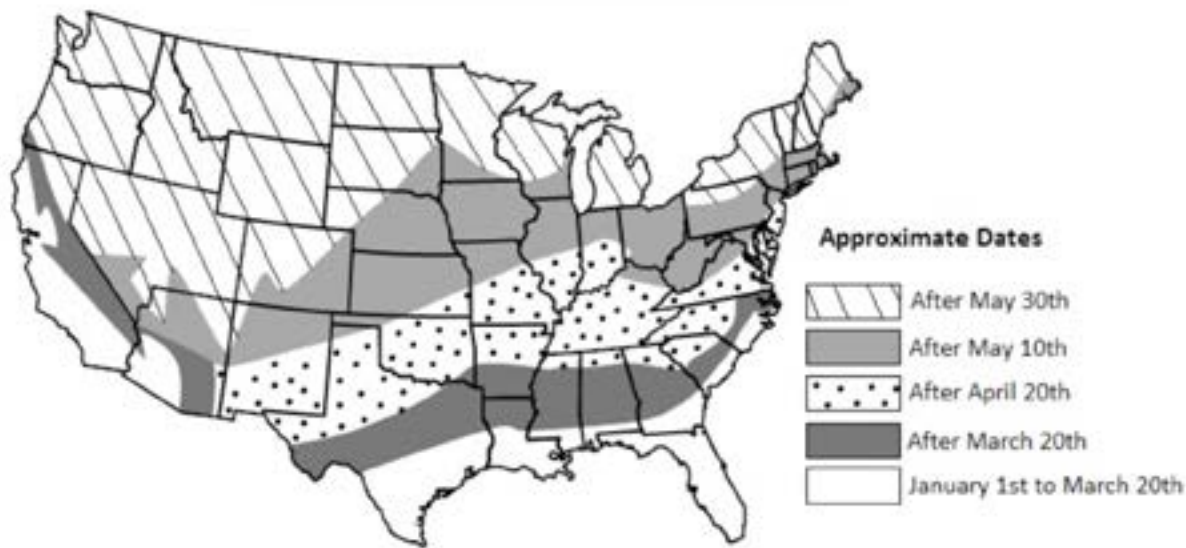 Approximate Dates
After May 30th
After May 10th
After April 20th
After March 20th
January 1st to March 20th